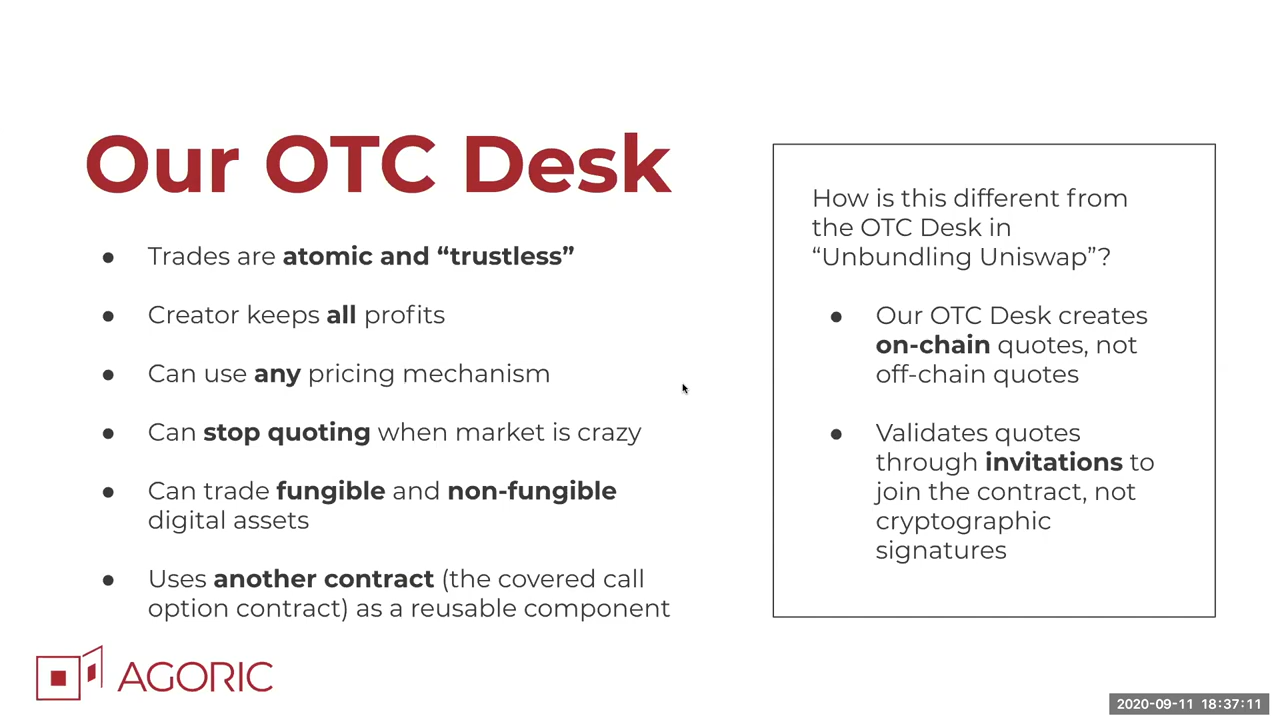 Our OTC Desk
● Trades are atomic and “trustless”
● Creator keeps all profits
● Can use any pricing mechanism
● Can stop quoting when market is crazy
● Can trade fungible and non-fungible
digital assets
● Uses another contract (the covered call
option contract) as a reusable component
How is this different from
the OTC Desk in
“Unbundling Uniswap”?
● Our OTC Desk creates
on-chain quotes, not
off-chain quotes
● Validates quotes
through invitations to
join the contract, not
cryptographic
signatures
AGORIC
2020-09-11 18:37:11